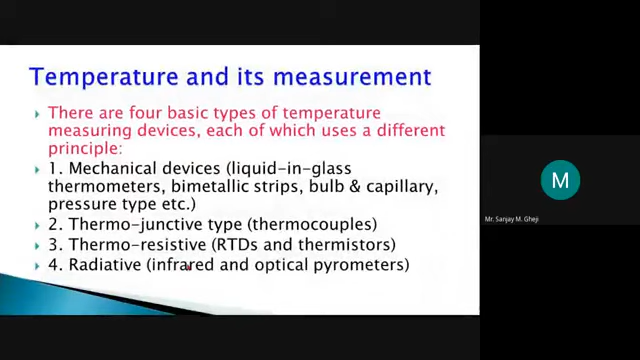 Temperature and its measurement
There are four basic types of temperature
measuring devices, each of which uses a different
principle:
1. Mechanical devices (liquid-in-glass
thermometers, bimetallic strips, bulb & capillary,
pressure type etc.)
2. Thermo-junctive type (thermocouples)
3. Thermo-resistive (RTDs and thermistors)
4. Radiative (infrared and optical pyrometers)
M
Mr. Sanjay M. Gheji